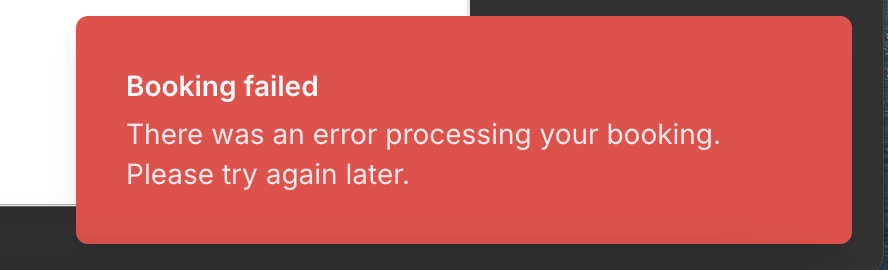 Booking failed
There was an error processing your booking.
Please try again later.